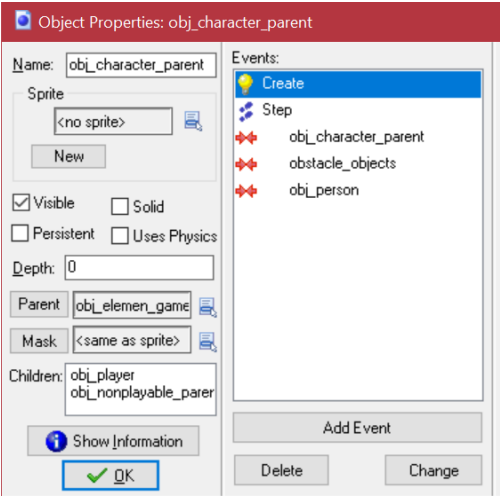 Object Properties: obj_character_parent
Name: obj_character_parent
Sprite
<no sprite>
New
Visible
Solid
Persistent
Uses Physics
Depth: 0
Parent obj_elemen_game
Mask <same as sprite>
Children: obj_player
obj_nonplayable_parer
Show Information
OK
Events:
Create
Step
obj_character_parent
obstacle_objects
obj_person
Add Event
Delete
Change